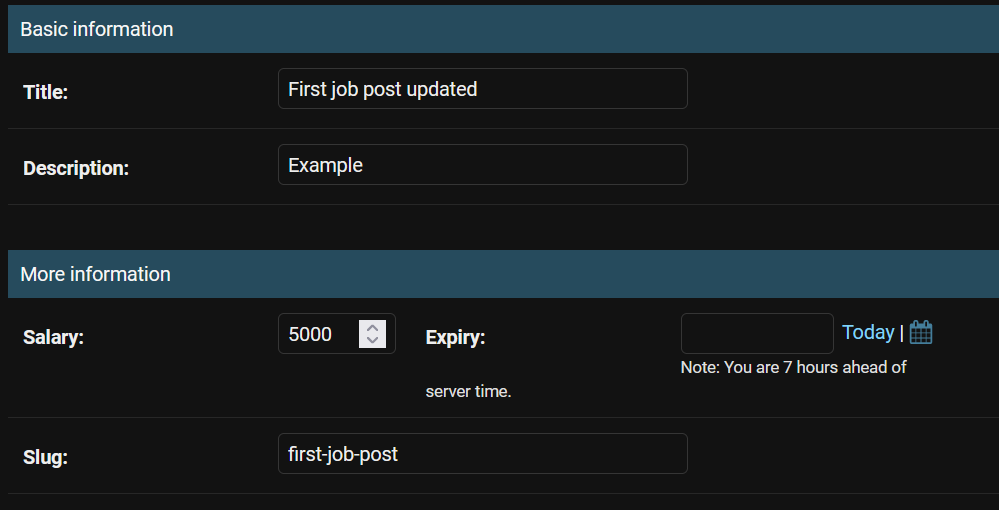 Basic information
Title: First job post updated
Description: Example
More information
Salary: 5000 Expiry: Today |
Note: You are 7 hours ahead of
server time.
Slug: first-job-post